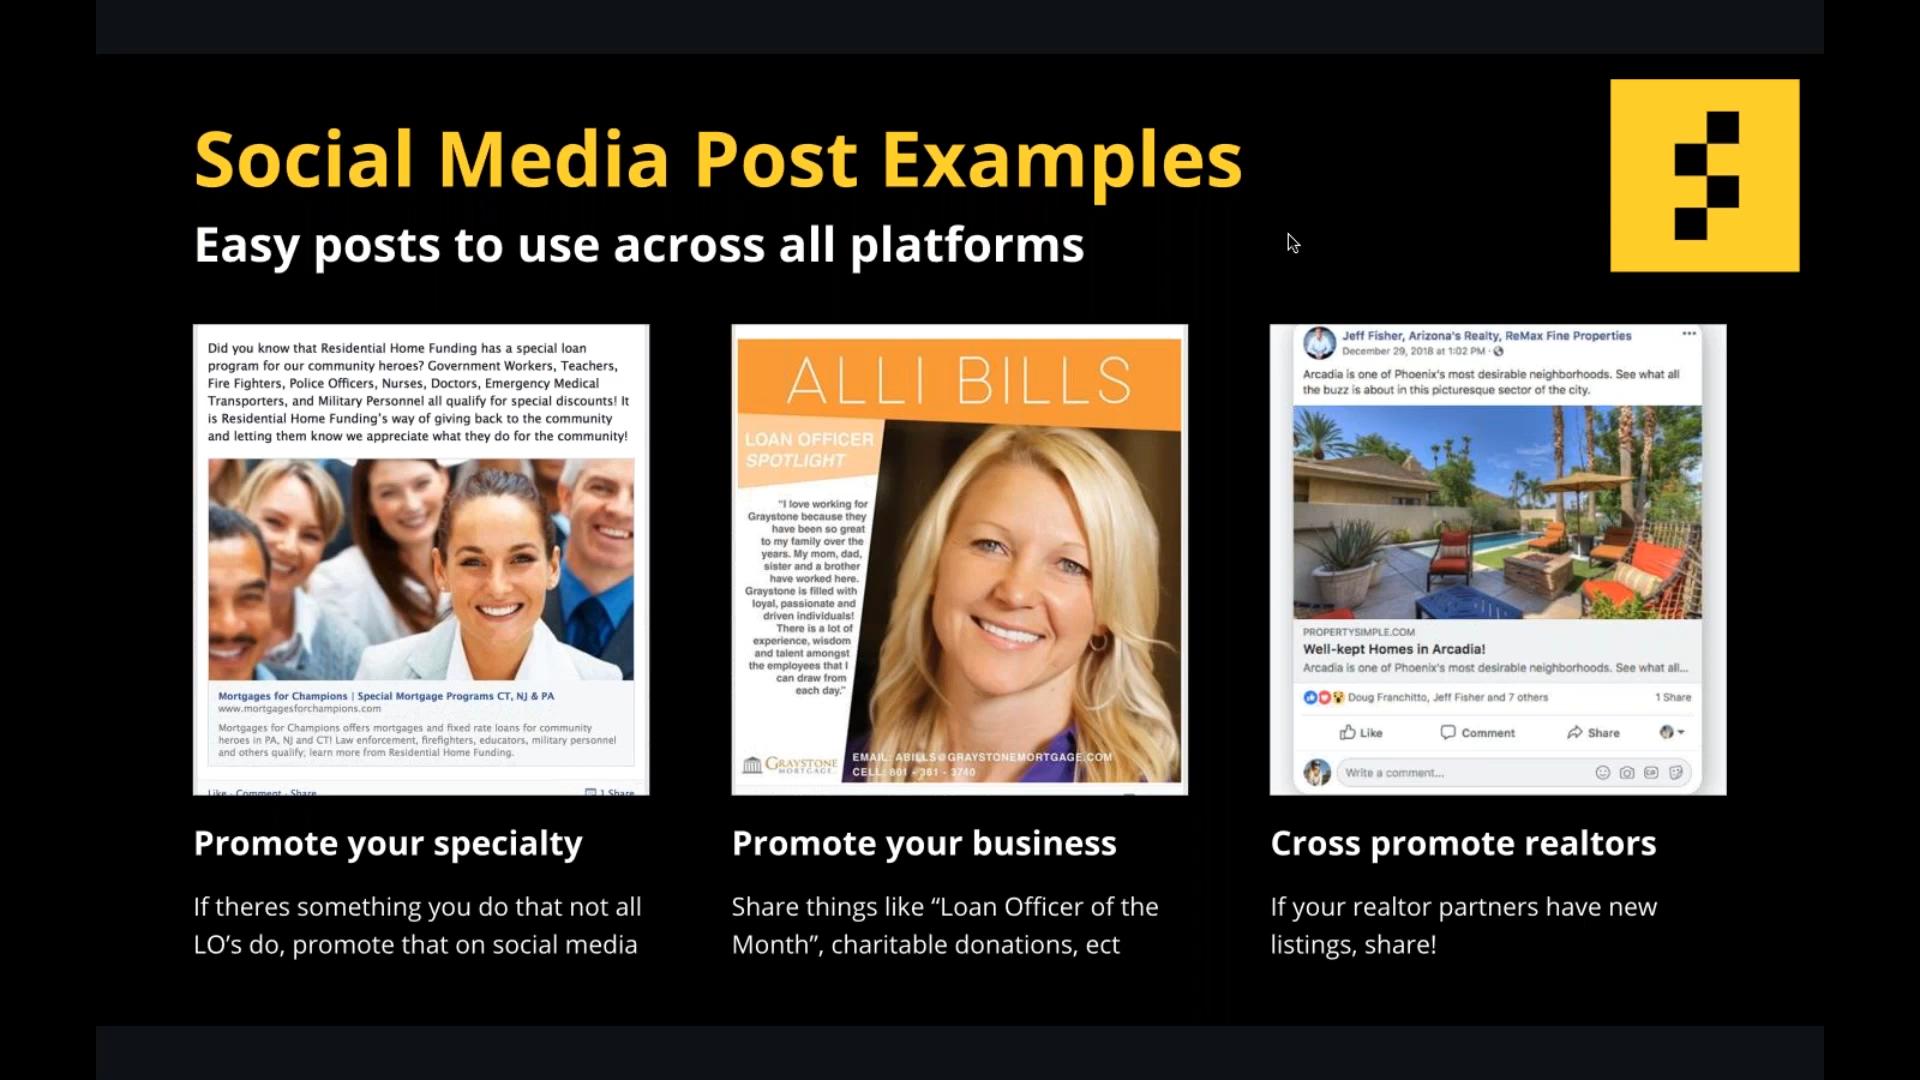 Social Media Post Examples
Easy posts to use across all platforms
Did you know that Residential Home Funding has a special loan
program for our community heroes? Government Workers, Teachers,
Fire Fighters, Police Officers, Nurses, Doctors, Emergency Medical
Transporters, and Military Personnel all qualify for special discounts! It
is Residential Home Funding's way of giving back to the community
and letting them know we appreciate what they do for the community!
Mortgages for Champions | Special Mortgage Programs CT, NJ & PA
www.mortgagesforchampions.com
Mortgages for Champions offers mortgages and fixed rate loans for community
heroes in PA, NJ and CT! Law enforcement, firefighters, educators, military personnel
and others qualify; learn more from Residential Home Funding.
Like · Comment · Share
1 Share
Promote your specialty
If theres something you do that not all
LO's do, promote that on social media
ALLI BILLS
LOAN OFFICER
SPOTLIGHT
"I love working for
Graystone because they
have been so great
to my family over the
years. My mom, dad,
sister and a brother
have worked here.
Graystone is filled with
loyal, passionate and
driven individuals!
There is a lot of
experience, wisdom
and talent amongst
the employees that I
can draw from
each day."
GRAYSTONE
MORTGAGE
EMAIL: ABILLS@GRAYSTONEMORTGAGE.COM
CELL: 801 - 361 - 3740
Promote your business
Share things like “Loan Officer of the
Month”, charitable donations, ect
Jeff Fisher, Arizona's Realty, ReMax Fine Properties
December 29, 2018 at 1:02 PM ·
Arcadia is one of Phoenix's most desirable neighborhoods. See what all
the buzz is about in this picturesque sector of the city.
PROPERTYSIMPLE.COM
Well-kept Homes in Arcadia!
Arcadia is one of Phoenix's most desirable neighborhoods. See what all...
Doug Franchitto, Jeff Fisher and 7 others
1 Share
Like
Comment
Share
Write a comment...
GIF
Cross promote realtors
If your realtor partners have new
listings, share!